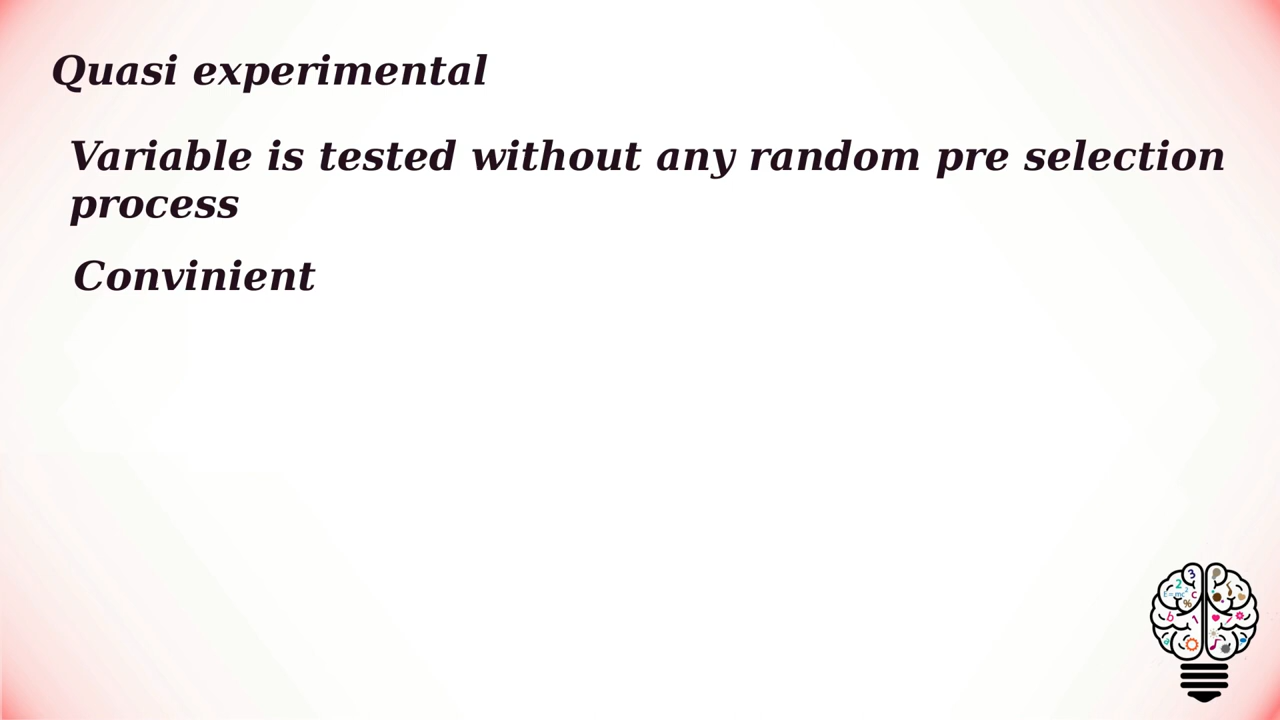 Quasi experimental
Variable is tested without any random pre selection
process
Convinient